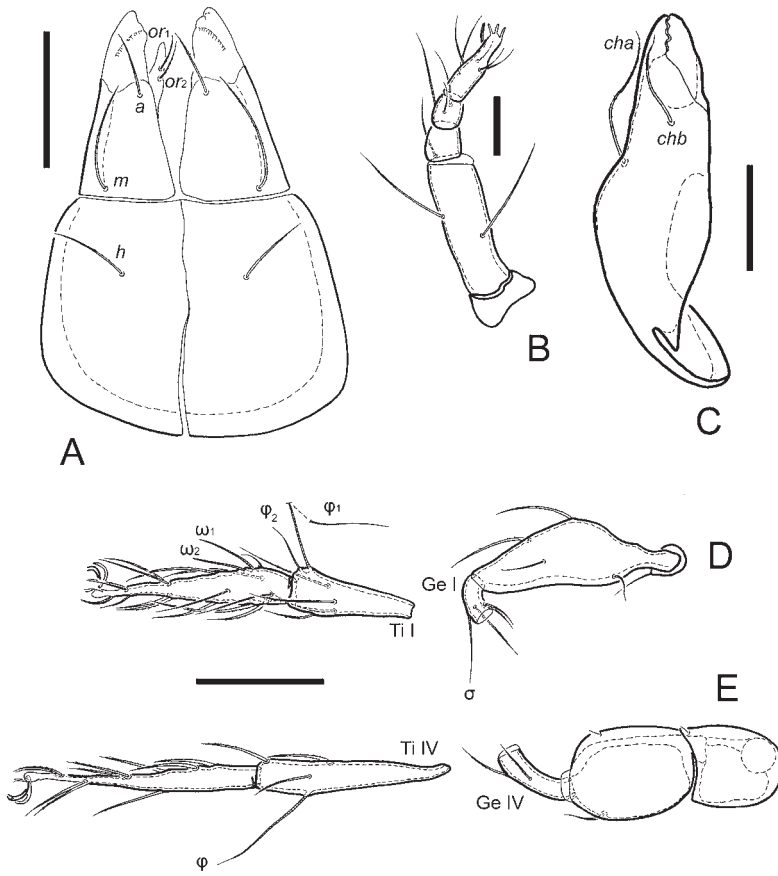 or₁
or₂
a
m
h
A
B
cha
chb
C
ω₁
ω₂
φ₂
φ₁
Ti I
Ge I
σ
D
E
Ti IV
φ
Ge IV